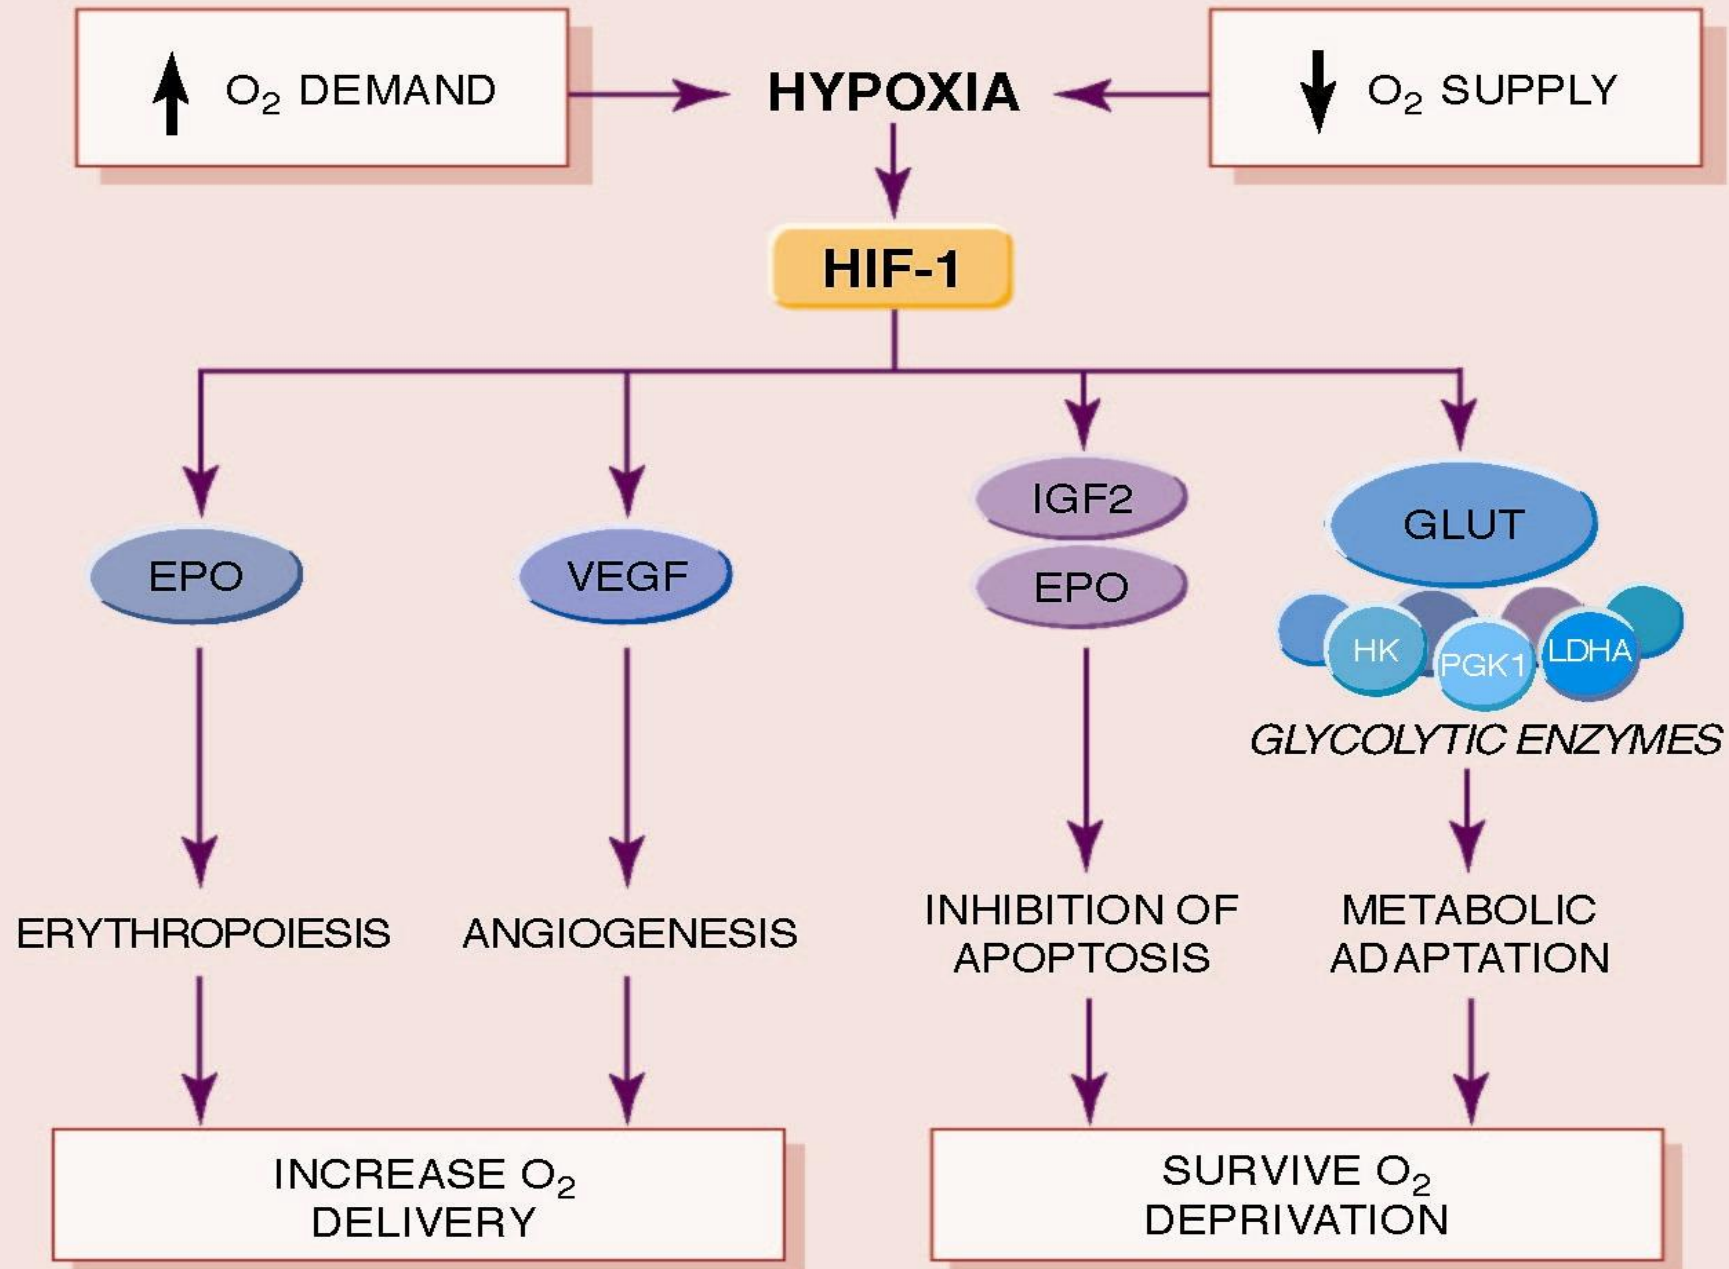 O₂ DEMAND
HYPOXIA
O₂ SUPPLY
HIF-1
EPO
VEGF
IGF2
EPO
GLUT
HK
PGK1
LDHA
GLYCOLYTIC ENZYMES
ERYTHROPOIESIS
ANGIOGENESIS
INHIBITION OF
APOPTOSIS
METABOLIC
ADAPTATION
INCREASE O₂
DELIVERY
SURVIVE O₂
DEPRIVATION